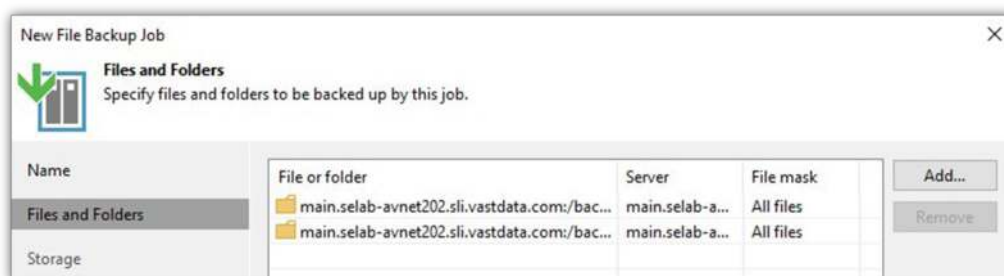 New File Backup Job
Files and Folders
Specify files and folders to be backed up by this job.
Name
File or folder Server File mask Add...
main.selab-avnet202.sli.vastdata.com:/bac... main.selab-a... All files
Files and Folders Remove
main.selab-avnet202.sli.vastdata.com:/bac... main.selab-a... All files
Storage